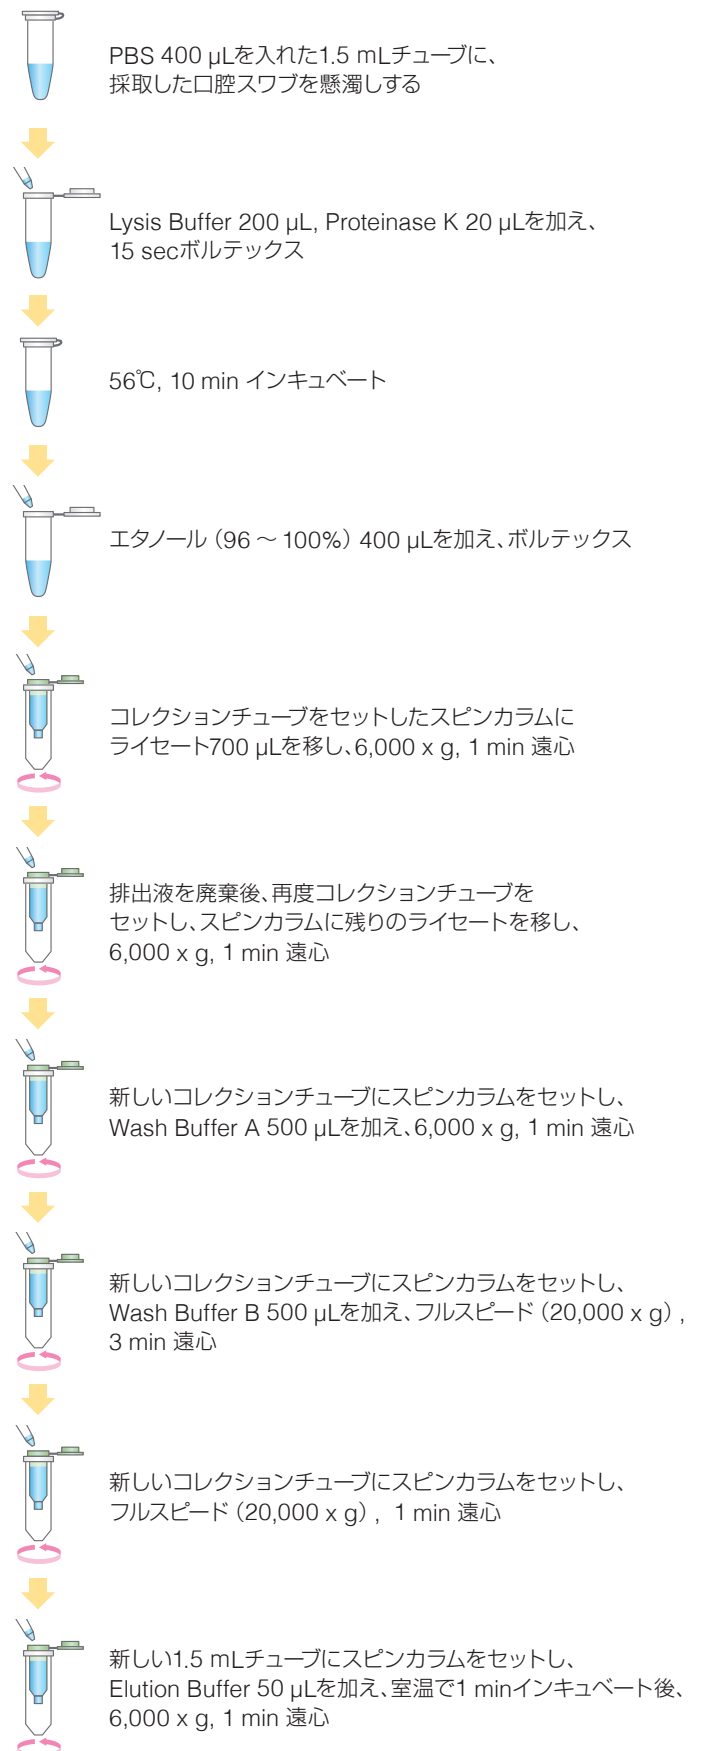 PBS 400 µLを入れた1.5 mLチューブに、
採取した口腔スワブを懸濁しする
Lysis Buffer 200 µL, Proteinase K 20 µLを加え、
15 secボルテックス
56℃, 10 min インキュベート
エタノール（96 ～ 100%）400 µLを加え、ボルテックス
コレクションチューブをセットしたスピンカラムに
ライセート700 µLを移し、6,000 x g, 1 min 遠心
排出液を廃棄後、再度コレクションチューブを
セットし、スピンカラムに残りのライセートを移し、
6,000 x g, 1 min 遠心
新しいコレクションチューブにスピンカラムをセットし、
Wash Buffer A 500 µLを加え、6,000 x g, 1 min 遠心
新しいコレクションチューブにスピンカラムをセットし、
Wash Buffer B 500 µLを加え、フルスピード（20,000 x g）,
3 min 遠心
新しいコレクションチューブにスピンカラムをセットし、
フルスピード（20,000 x g）, 1 min 遠心
新しい1.5 mLチューブにスピンカラムをセットし、
Elution Buffer 50 µLを加え、室温で1 minインキュベート後、
6,000 x g, 1 min 遠心